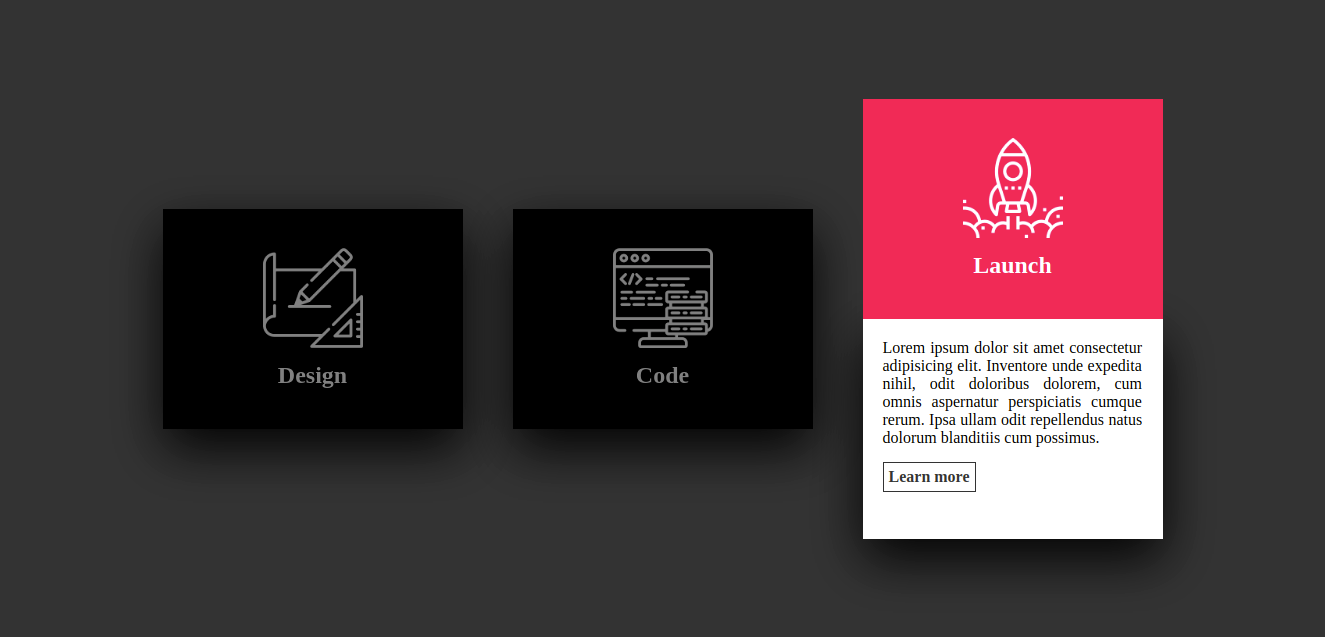 Design
Code
</>
Launch
Lorem ipsum dolor sit amet consectetur
adipisicing elit. Inventore unde expedita
nihil, odit doloribus dolorem, cum
omnis aspernatur perspiciatis cumque
rerum. Ipsa ullam odit repellendus natus
dolorum blanditiis cum possimus.
Learn more